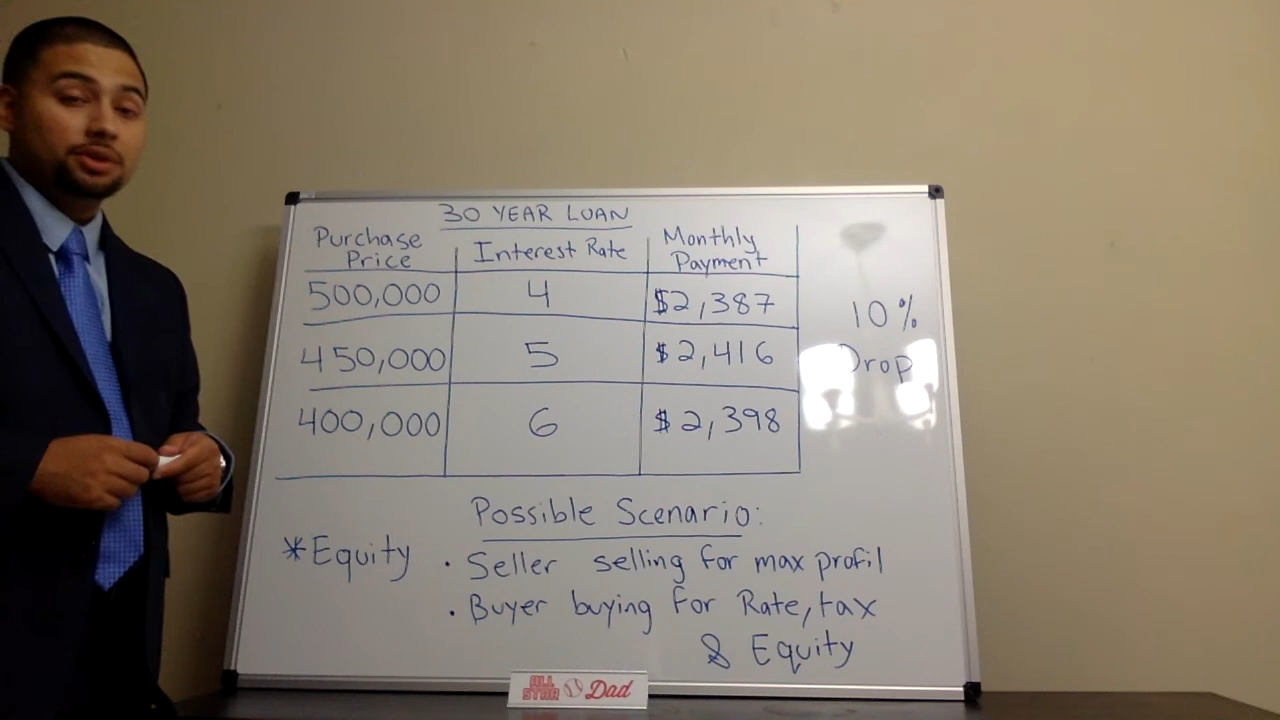 30 YEAR LOAN
Purchase Price Interest Rate Monthly Payment
500,000 4 $2,387
450,000 5 $2,416
400,000 6 $2,398
10%
Drop
Possible Scenario:
*Equity · Seller selling for max profit
· Buyer buying for Rate, tax
& Equity
ALL STAR Dad